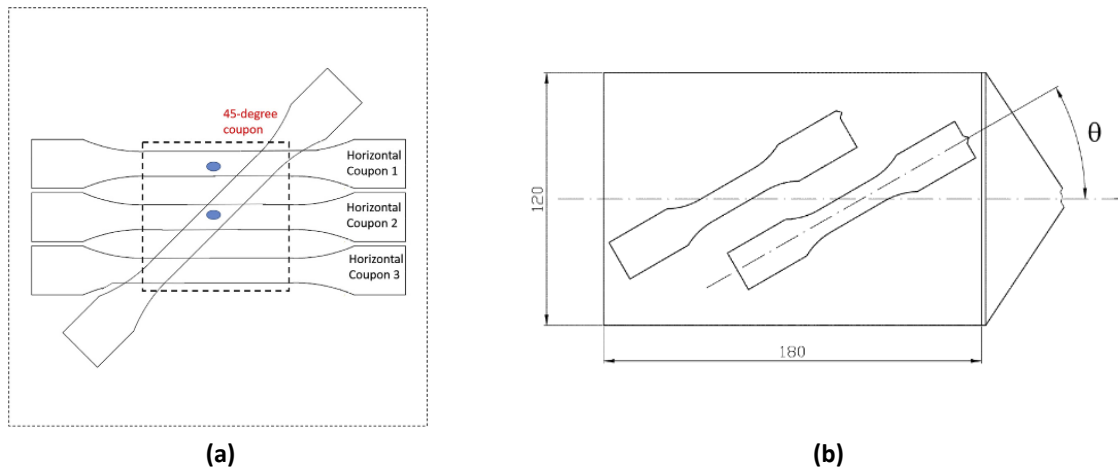 45-degree
coupon
Horizontal
Coupon 1
Horizontal
Coupon 2
Horizontal
Coupon 3
(a)
120
180
θ
(b)